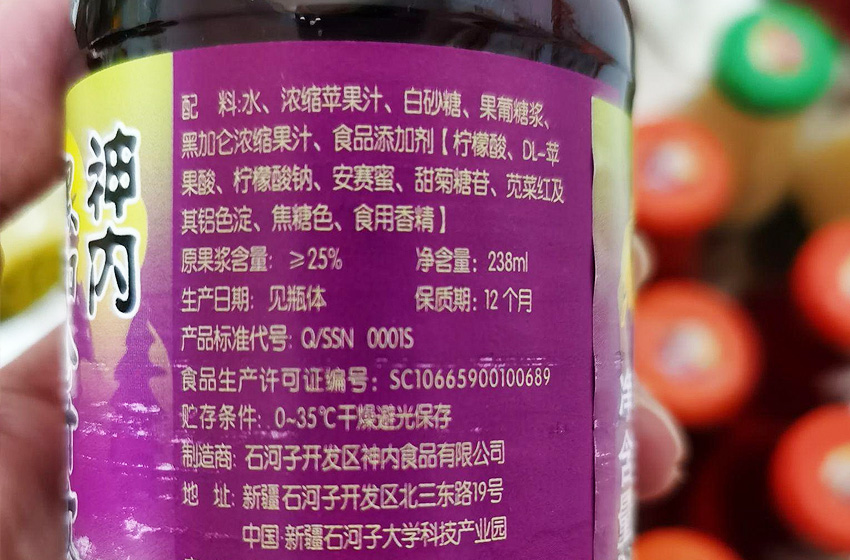 神内
配 料:水、浓缩苹果汁、白砂糖、果葡糖浆、
黑加仑浓缩果汁、食品添加剂【柠檬酸、DL-苹
果酸、柠檬酸钠、安赛蜜、甜菊糖苷、苋菜红及
其铝色淀、焦糖色、食用香精】
原果浆含量: ≥25% 净含量: 238ml
生产日期: 见瓶体 保质期: 12个月
产品标准代号: Q/SSN 0001S
食品生产许可证编号: SC10665900100689
贮存条件: 0~35℃干燥避光保存
制造商: 石河子开发区神内食品有限公司
地 址: 新疆石河子开发区北三东路19号
中国·新疆石河子大学科技产业园